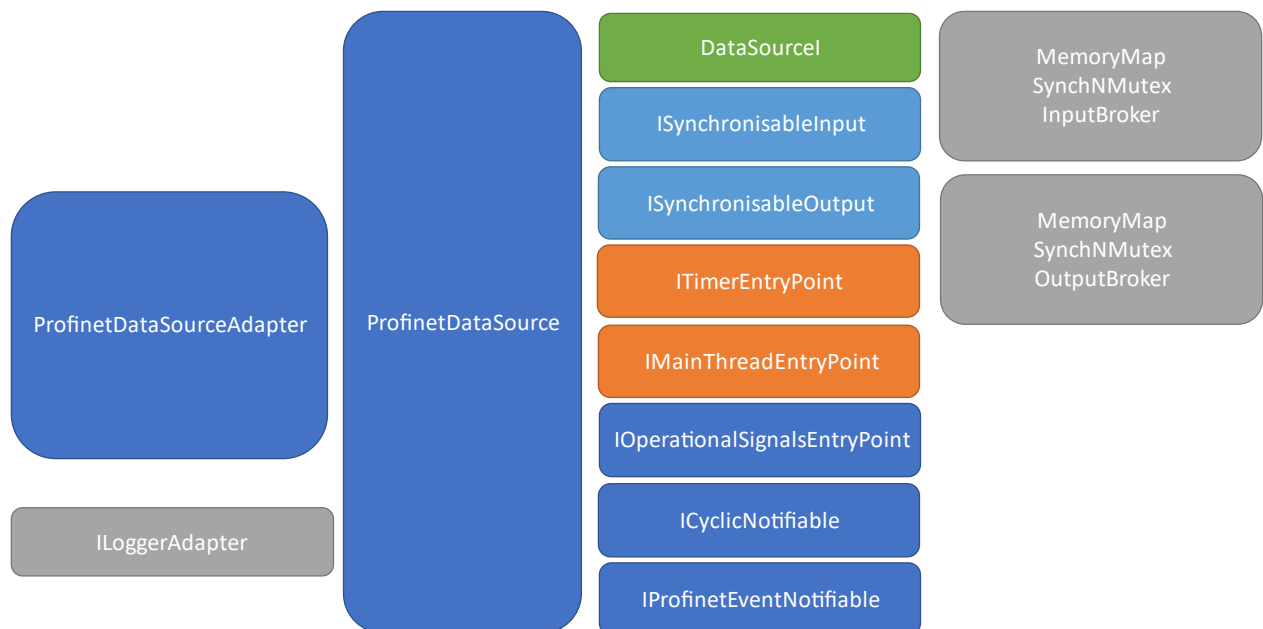 ProfinetDataSourceAdapter
ILoggerAdapter
ProfinetDataSource
DataSourceI
ISynchronisableInput
ISynchronisableOutput
ITimerEntryPoint
IMainThreadEntryPoint
IOperationalSignalsEntryPoint
ICyclicNotifiable
IProfinetEventNotifiable
MemoryMap
SynchNMutex
InputBroker
MemoryMap
SynchNMutex
OutputBroker